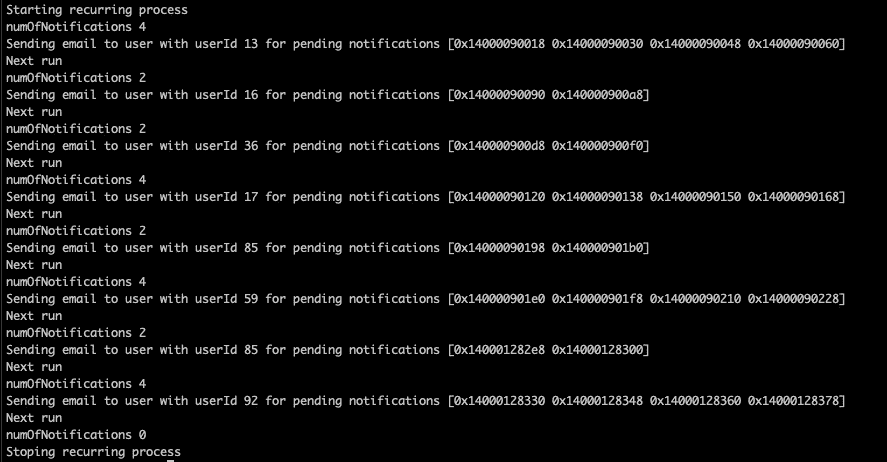 Starting recurring process
numOfNotifications 4
Sending email to user with userId 13 for pending notifications [0x14000090018 0x14000090030 0x14000090048 0x14000090060]
Next run
numOfNotifications 2
Sending email to user with userId 16 for pending notifications [0x14000090090 0x140000900a8]
Next run
numOfNotifications 2
Sending email to user with userId 36 for pending notifications [0x140000900d8 0x140000900f0]
Next run
numOfNotifications 4
Sending email to user with userId 17 for pending notifications [0x14000090120 0x14000090138 0x14000090150 0x14000090168]
Next run
numOfNotifications 2
Sending email to user with userId 85 for pending notifications [0x14000090198 0x140000901b0]
Next run
numOfNotifications 4
Sending email to user with userId 59 for pending notifications [0x140000901e0 0x140000901f8 0x14000090210 0x14000090228]
Next run
numOfNotifications 2
Sending email to user with userId 85 for pending notifications [0x140001282e8 0x14000128300]
Next run
numOfNotifications 4
Sending email to user with userId 92 for pending notifications [0x14000128330 0x14000128348 0x14000128360 0x14000128378]
Next run
numOfNotifications 0
Stoping recurring process